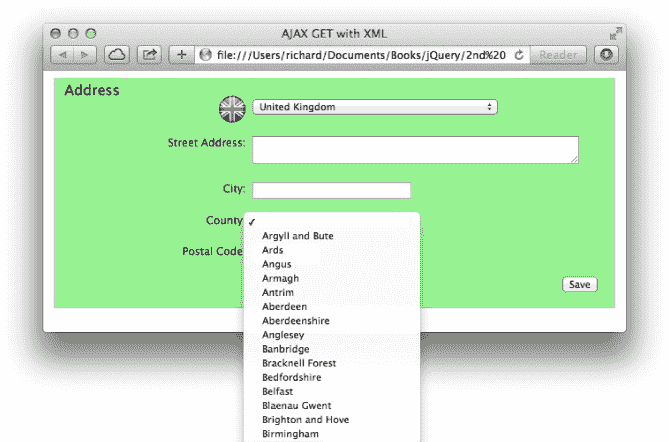 AJAX GET with XML
file:///Users/richard/Documents/Books/jQuery/2nd%20
Reader
Address
United Kingdom
Street Address:
City:
County
Argyll and Bute
Ards
Postal Code
Angus
Armagh
Antrim
Save
Aberdeen
Aberdeenshire
Anglesey
Banbridge
Bracknell Forest
Bedfordshire
Belfast
Blaenau Gwent
Brighton and Hove
Birmingham